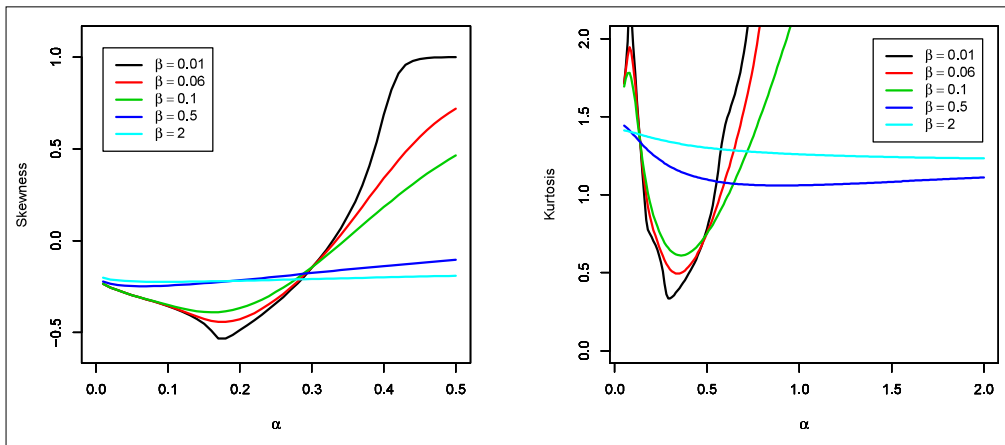 Skewness
1.0
0.5
0.0
−0.5
β = 0.01
β = 0.06
β = 0.1
β = 0.5
β = 2
0.0 0.1 0.2 0.3 0.4 0.5
α
Kurtosis
2.0
1.5
1.0
0.5
0.0
β = 0.01
β = 0.06
β = 0.1
β = 0.5
β = 2
0.0 0.5 1.0 1.5 2.0
α